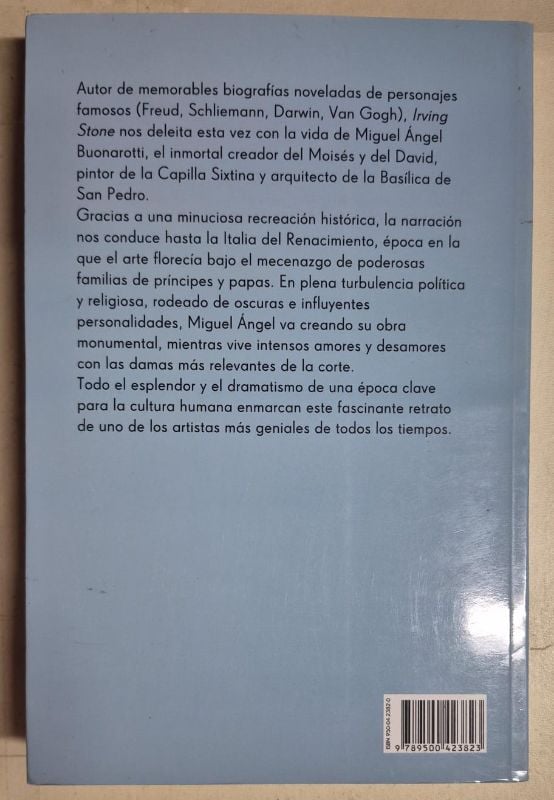 Autor de memorables biografías noveladas de personajes
famosos (Freud, Schliemann, Darwin, Van Gogh), Irving
Stone nos deleita esta vez con la vida de Miguel Ángel
Buonarotti, el inmortal creador del Moisés y del David,
pintor de la Capilla Sixtina y arquitecto de la Basílica de
San Pedro.
Gracias a una minuciosa recreación histórica, la narración
nos conduce hasta la Italia del Renacimiento, época en la
que el arte florecía bajo el mecenazgo de poderosas
familias de príncipes y papas. En plena turbulencia política
y religiosa, rodeado de oscuras e influyentes
personalidades, Miguel Ángel va creando su obra
monumental, mientras vive intensos amores y desamores
con las damas más relevantes de la corte.
Todo el esplendor y el dramatismo de una época clave
para la cultura humana enmarcan este fascinante retrato
de uno de los artistas más geniales de todos los tiempos.
ISBN 950-04-2382-0
9 789500 423823